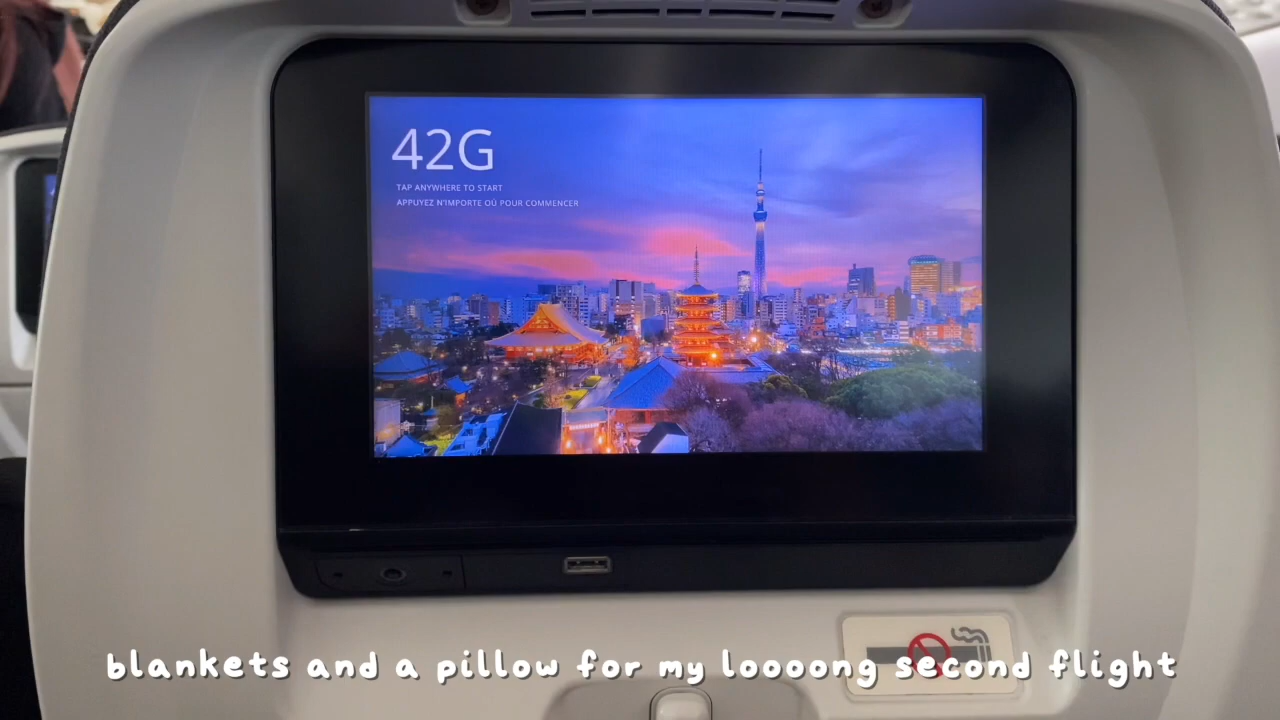 42G
TAP ANYWHERE TO START
APPUYEZ N'IMPORTE OÙ POUR COMMENCER
blankets and a pillow for my loooong second flight